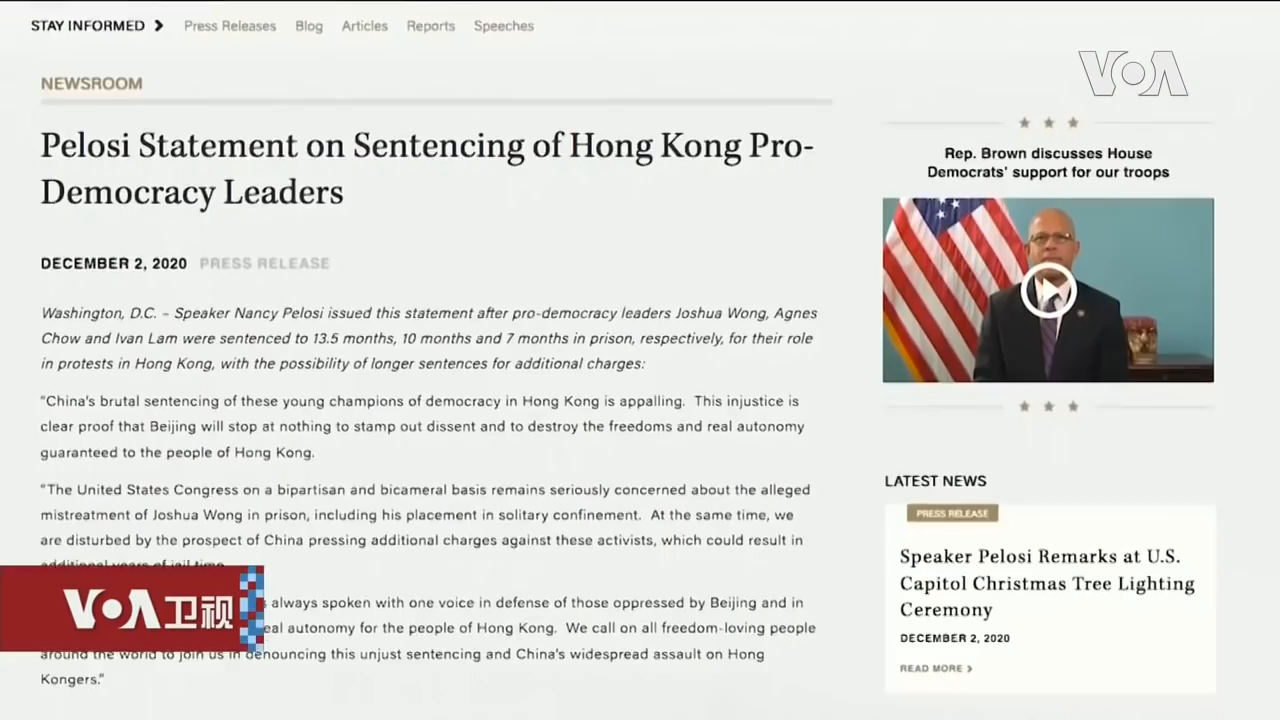 STAY INFORMED > Press Releases Blog Articles Reports Speeches
VOA
NEWSROOM
Pelosi Statement on Sentencing of Hong Kong Pro-
Democracy Leaders
DECEMBER 2, 2020 PRESS RELEASE
Washington, D.C. – Speaker Nancy Pelosi issued this statement after pro-democracy leaders Joshua Wong, Agnes
Chow and Ivan Lam were sentenced to 13.5 months, 10 months and 7 months in prison, respectively, for their role
in protests in Hong Kong, with the possibility of longer sentences for additional charges:
"China's brutal sentencing of these young champions of democracy in Hong Kong is appalling. This injustice is
clear proof that Beijing will stop at nothing to stamp out dissent and to destroy the freedoms and real autonomy
guaranteed to the people of Hong Kong.
"The United States Congress on a bipartisan and bicameral basis remains seriously concerned about the alleged
mistreatment of Joshua Wong in prison, including his placement in solitary confinement. At the same time, we
are disturbed by the prospect of China pressing additional charges against these activists, which could result in
additional years of jail time.
always spoken with one voice in defense of those oppressed by Beijing and in
autonomy for the people of Hong Kong. We call on all freedom-loving people
around the world to join us in denouncing this unjust sentencing and China's widespread assault on Hong
Kongers."
VOA卫视
Rep. Brown discusses House
Democrats' support for our troops
LATEST NEWS
PRESS RELEASE
Speaker Pelosi Remarks at U.S.
Capitol Christmas Tree Lighting
Ceremony
DECEMBER 2, 2020
READ MORE >